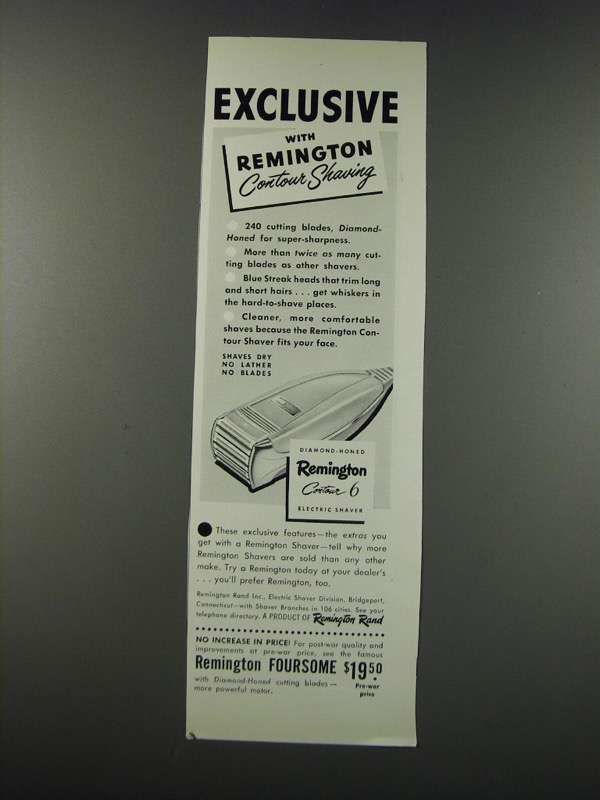 EXCLUSIVE
WITH
REMINGTON
Contour Shaving
240 cutting blades, Diamond-
Honed for super-sharpness.
More than twice as many cut-
ting blades as other shavers.
Blue Streak heads that trim long
and short hairs . . . get whiskers in
the hard-to-shave places.
Cleaner, more comfortable
shaves because the Remington Con-
tour Shaver fits your face.
SHAVES DRY
NO LATHER
NO BLADES
DIAMOND-HONED
Remington
Contour 6
ELECTRIC SHAVER
These exclusive features—the extras you
get with a Remington Shaver—tell why more
Remington Shavers are sold than any other
make. Try a Remington today at your dealer's
. . . you'll prefer Remington, too.
Remington Rand Inc., Electric Shaver Division, Bridgeport,
Connecticut—with Shaver Branches in 106 cities. See your
telephone directory. A PRODUCT OF Remington Rand
NO INCREASE IN PRICE! For post-war quality and
improvements at pre-war price, see the famous
Remington FOURSOME $19.50
with Diamond-Honed cutting blades—
more powerful motor.
Pre-war
price